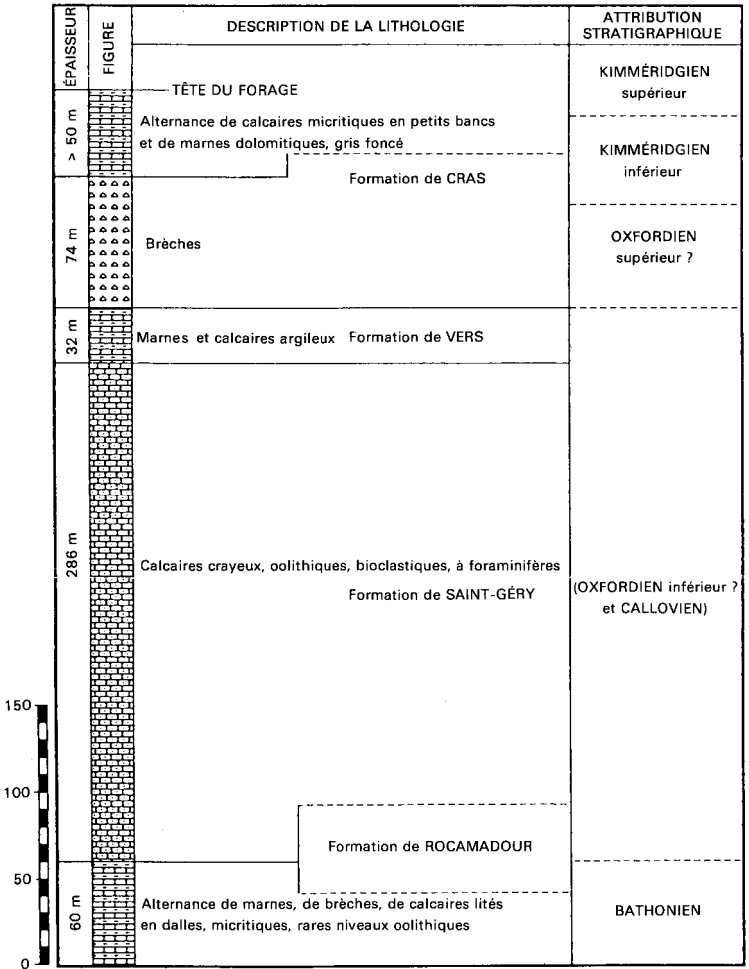 ÉPAISSEUR
FIGURE
DESCRIPTION DE LA LITHOLOGIE
ATTRIBUTION
STRATIGRAPHIQUE
TÊTE DU FORAGE
KIMMÉRIDGIEN
supérieur
> 50 m
Alternance de calcaires micritiques en petits bancs
et de marnes dolomitiques, gris foncé
KIMMÉRIDGIEN
inférieur
Formation de CRAS
74 m
Brèches
OXFORDIEN
supérieur ?
32 m
Marnes et calcaires argileux Formation de VERS
286 m
Calcaires crayeux, oolithiques, bioclastiques, à foraminifères
Formation de SAINT-GÉRY
(OXFORDIEN inférieur ?
et CALLOVIEN)
150
100
50
0
Formation de ROCAMADOUR
60 m
Alternance de marnes, de brèches, de calcaires lités
en dalles, micritiques, rares niveaux oolithiques
BATHONIEN